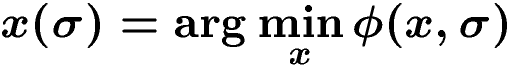 x(σ) = arg min_x ϕ(x, σ)